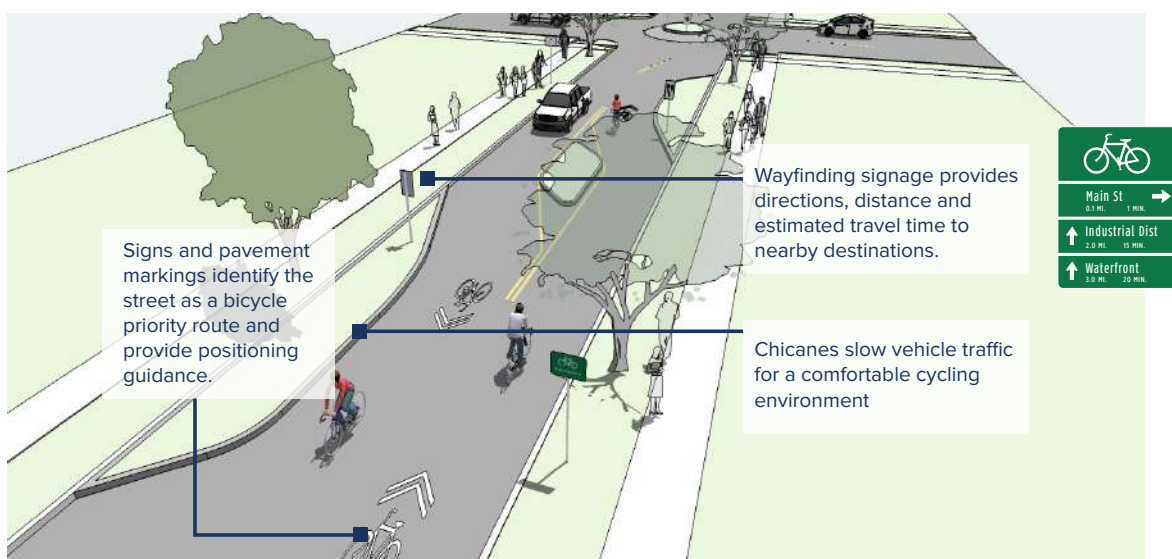 Wayfinding signage provides
directions, distance and
estimated travel time to
nearby destinations.
Main St
0.1 MI. 1 MIN.
Industrial Dist
2.0 MI. 15 MIN.
Waterfront
3.0 MI. 20 MIN.
Signs and pavement
markings identify the
street as a bicycle
priority route and
provide positioning
guidance.
Chicanes slow vehicle traffic
for a comfortable cycling
environment